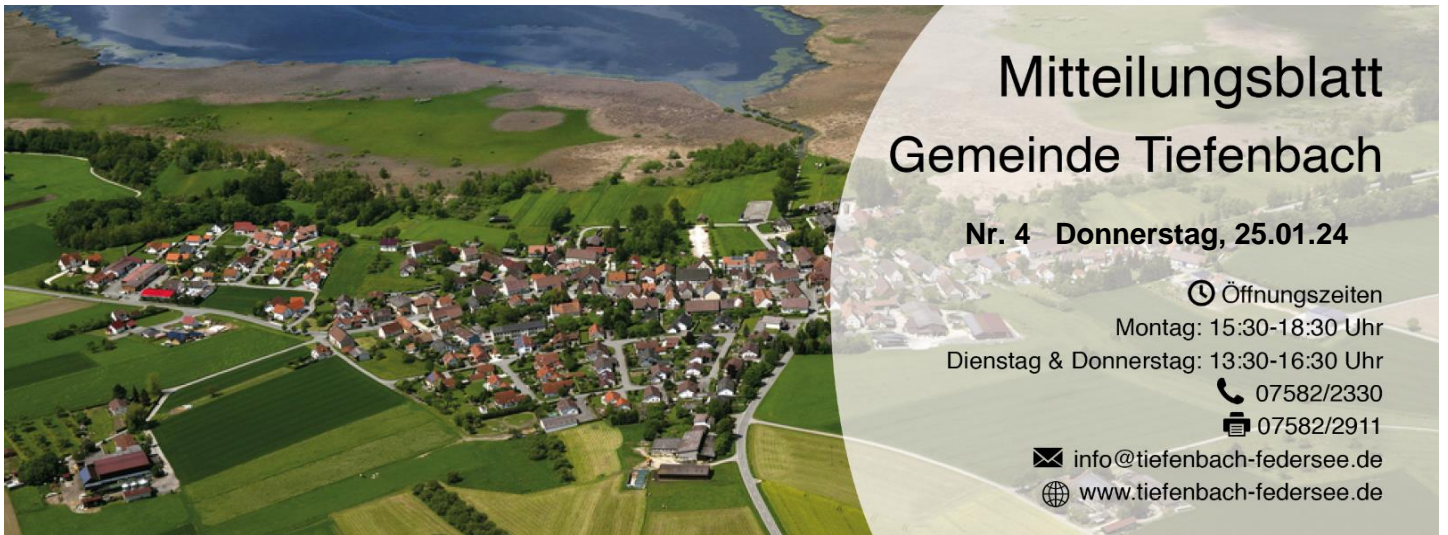 Mitteilungsblatt
Gemeinde Tiefenbach
Nr. 4 Donnerstag, 25.01.24
Öffnungszeiten
Montag: 15:30-18:30 Uhr
Dienstag & Donnerstag: 13:30-16:30 Uhr
07582/2330
07582/2911
info@tiefenbach-federsee.de
www.tiefenbach-federsee.de